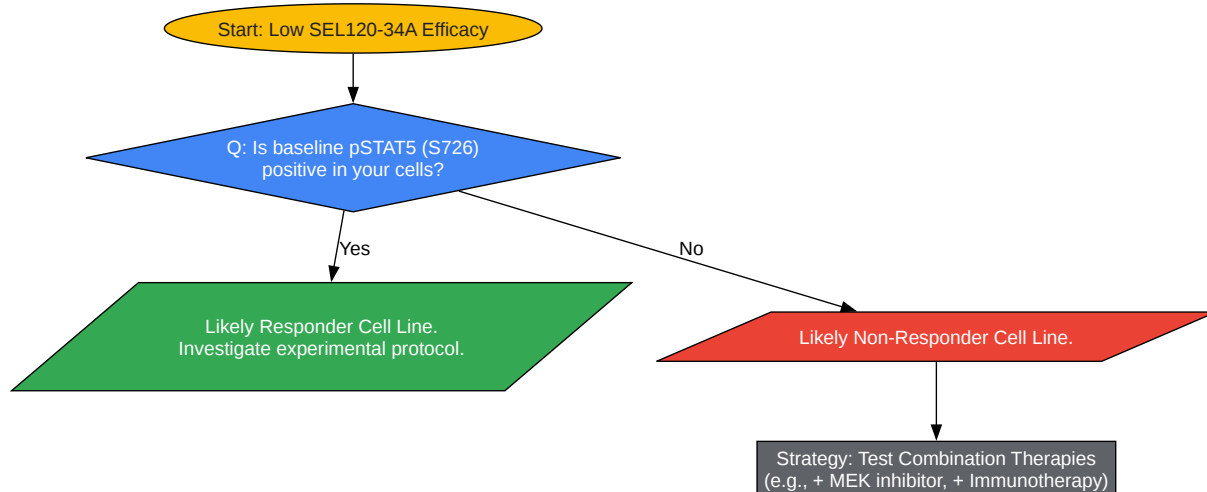 Start: Low SEL120-34A Efficacy
Q: Is baseline pSTAT5 (S726)
positive in your cells?
Yes
No
Likely Responder Cell Line.
Investigate experimental protocol.
Likely Non-Responder Cell Line.
Strategy: Test Combination Therapies
(e.g., + MEK inhibitor, + Immunotherapy)